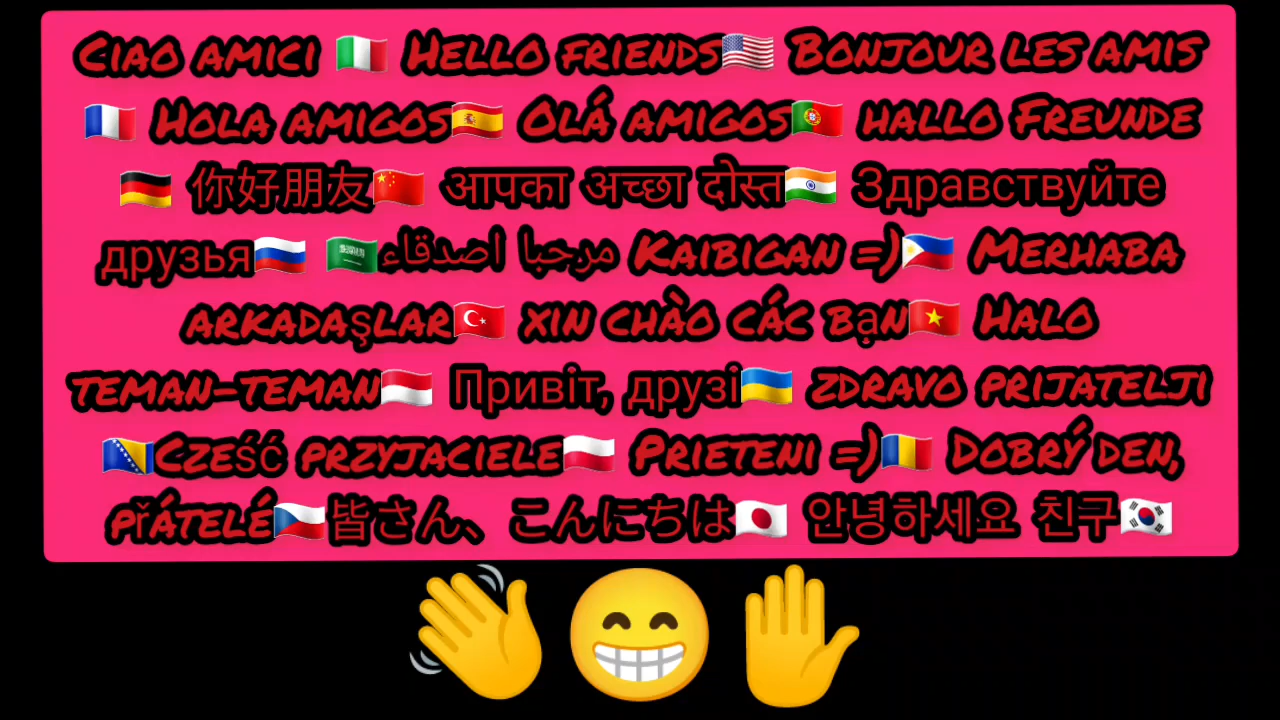 Ciao amici 🇮🇹 Hello friends🇺🇸 Bonjour les amis
🇫🇷 Hola amigos🇪🇸 Olá amigos🇵🇹 hallo Freunde
🇩🇪 你好朋友🇨🇳 आपका अच्छा दोस्त🇮🇳 Здравствуйте
друзья🇷🇺 🇸🇦مرحبا اصدقاء Kaibigan =)🇵🇭 Merhaba
arkadaşlar🇹🇷 xin chào các bạn🇻🇳 Halo
teman-teman🇮🇩 Привіт, друзі🇺🇦 zdravo prijatelji
🇧🇦Cześć przyjaciele🇵🇱 Prieteni =)🇷🇴 Dobrý den,
přátelé🇨🇿皆さん、こんにちは🇯🇵 안녕하세요 친구🇰🇷